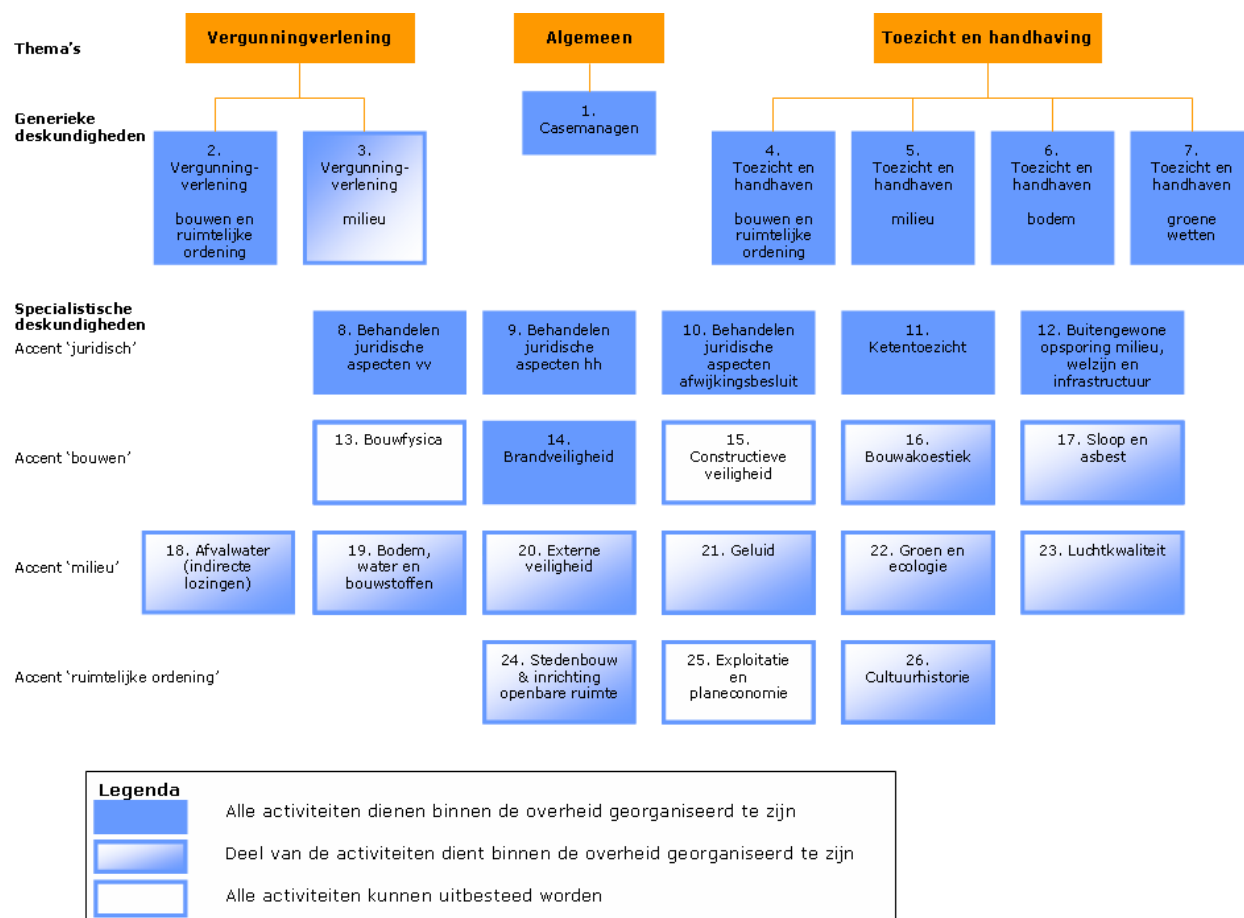 Thema's
Vergunningverlening
Algemeen
Toezicht en handhaving
Generieke
deskundigheden
1.
Casemanagen
2.
Vergunning-
verlening
bouwen en
ruimtelijke
ordening
3.
Vergunning-
verlening
milieu
4.
Toezicht en
handhaven
bouwen en
ruimtelijke
ordening
5.
Toezicht en
handhaven
milieu
6.
Toezicht en
handhaven
bodem
7.
Toezicht en
handhaven
groene
wetten
Specialistische
deskundigheden
Accent 'juridisch'
8. Behandelen
juridische
aspecten vv
9. Behandelen
juridische
aspecten hh
10. Behandelen
juridische
aspecten
afwijkingsbesluit
11.
Ketentoezicht
12. Buitengewone
opsporing milieu,
welzijn en
infrastructuur
Accent 'bouwen'
13. Bouwfysica
14.
Brandveiligheid
15.
Constructieve
veiligheid
16.
Bouwakoestiek
17. Sloop en
asbest
Accent 'milieu'
18. Afvalwater
(indirecte
lozingen)
19. Bodem,
water en
bouwstoffen
20. Externe
veiligheid
21. Geluid
22. Groen en
ecologie
23. Luchtkwaliteit
Accent 'ruimtelijke ordening'
24. Stedenbouw
& inrichting
openbare ruimte
25. Exploitatie
en
planeconomie
26.
Cultuurhistorie
Legenda
Alle activiteiten dienen binnen de overheid georganiseerd te zijn
Deel van de activiteiten dient binnen de overheid georganiseerd te zijn
Alle activiteiten kunnen uitbesteed worden